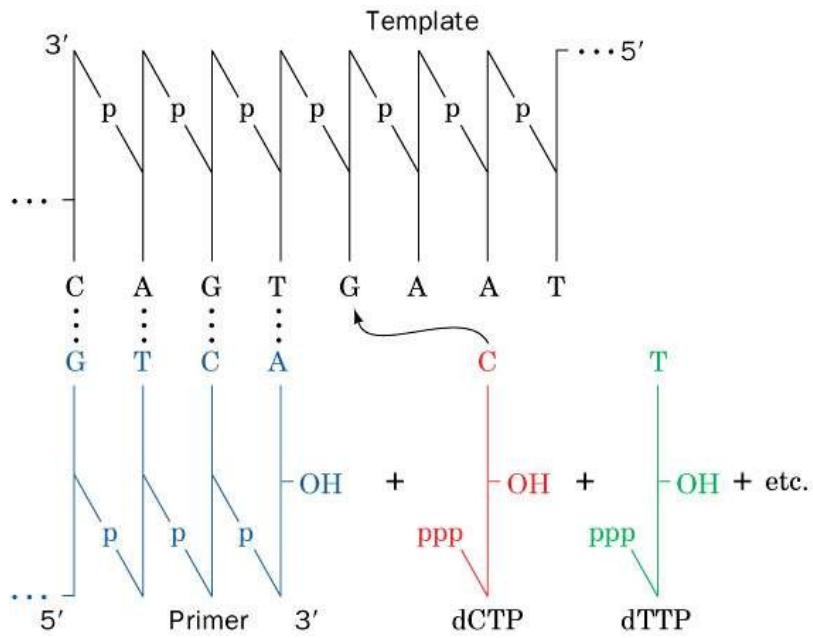 Template
3′ ···5′
p p p p p p p
···
C A G T G A A T
G T C A C T
OH + OH + OH + etc.
p p p ppp ppp
···
5′ Primer 3′ dCTP dTTP